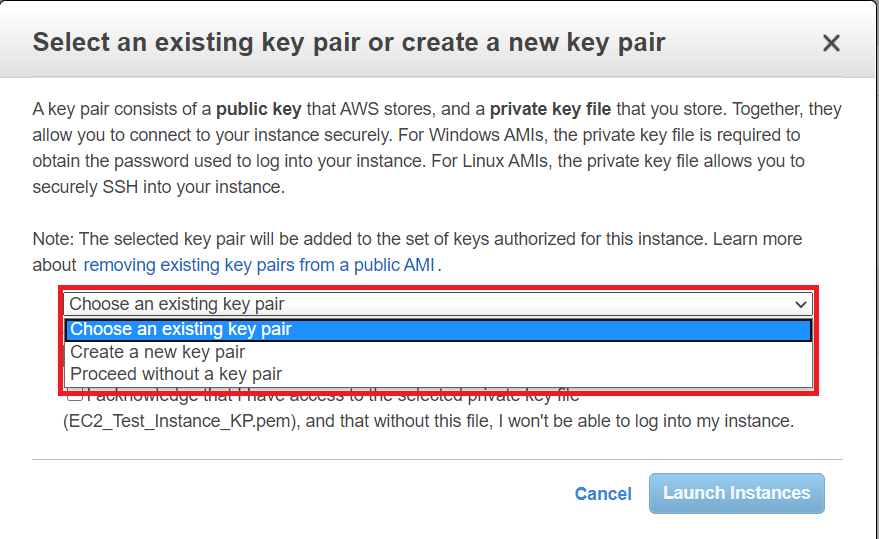 Select an existing key pair or create a new key pair
A key pair consists of a public key that AWS stores, and a private key file that you store. Together, they
allow you to connect to your instance securely. For Windows AMIs, the private key file is required to
obtain the password used to log into your instance. For Linux AMIs, the private key file allows you to
securely SSH into your instance.
Note: The selected key pair will be added to the set of keys authorized for this instance. Learn more
about removing existing key pairs from a public AMI.
Choose an existing key pair
Choose an existing key pair
Create a new key pair
Proceed without a key pair
I acknowledge that I have access to the selected private key file
(EC2_Test_Instance_KP.pem), and that without this file, I won't be able to log into my instance.
Cancel Launch Instances